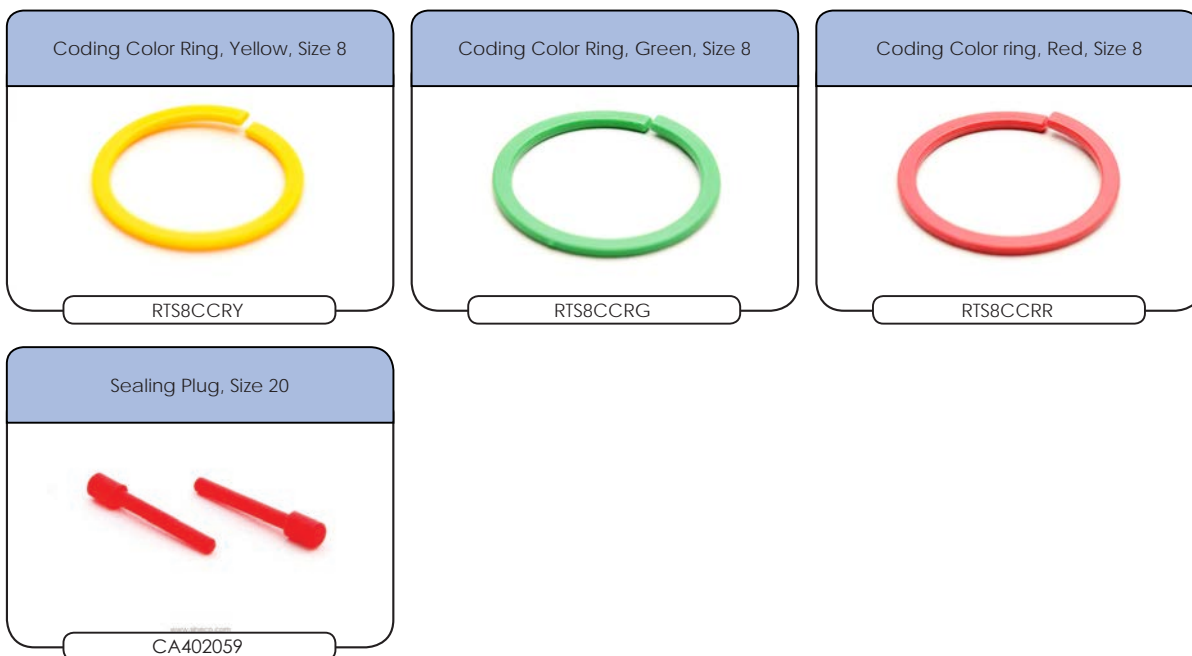 Coding Color Ring, Yellow, Size 8
Coding Color Ring, Green, Size 8
Coding Color ring, Red, Size 8
RTS8CCRY
RTS8CCRG
RTS8CCRR
Sealing Plug, Size 20
CA402059